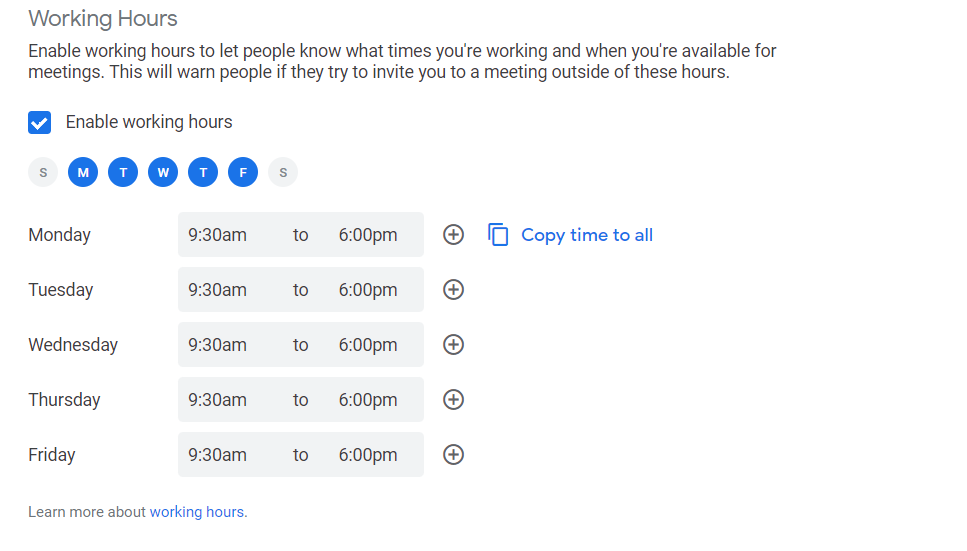 Working Hours
Enable working hours to let people know what times you're working and when you're available for
meetings. This will warn people if they try to invite you to a meeting outside of these hours.
Enable working hours
S M T W T F S
Monday 9:30am to 6:00pm Copy time to all
Tuesday 9:30am to 6:00pm
Wednesday 9:30am to 6:00pm
Thursday 9:30am to 6:00pm
Friday 9:30am to 6:00pm
Learn more about working hours.